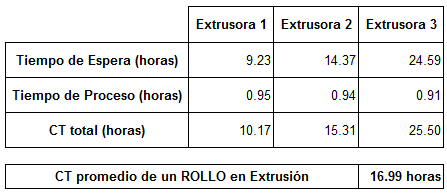 Extrusora 1 Extrusora 2 Extrusora 3
Tiempo de Espera (horas) 9.23 14.37 24.59
Tiempo de Proceso (horas) 0.95 0.94 0.91
CT total (horas) 10.17 15.31 25.50
CT promedio de un ROLLO en Extrusión 16.99 horas